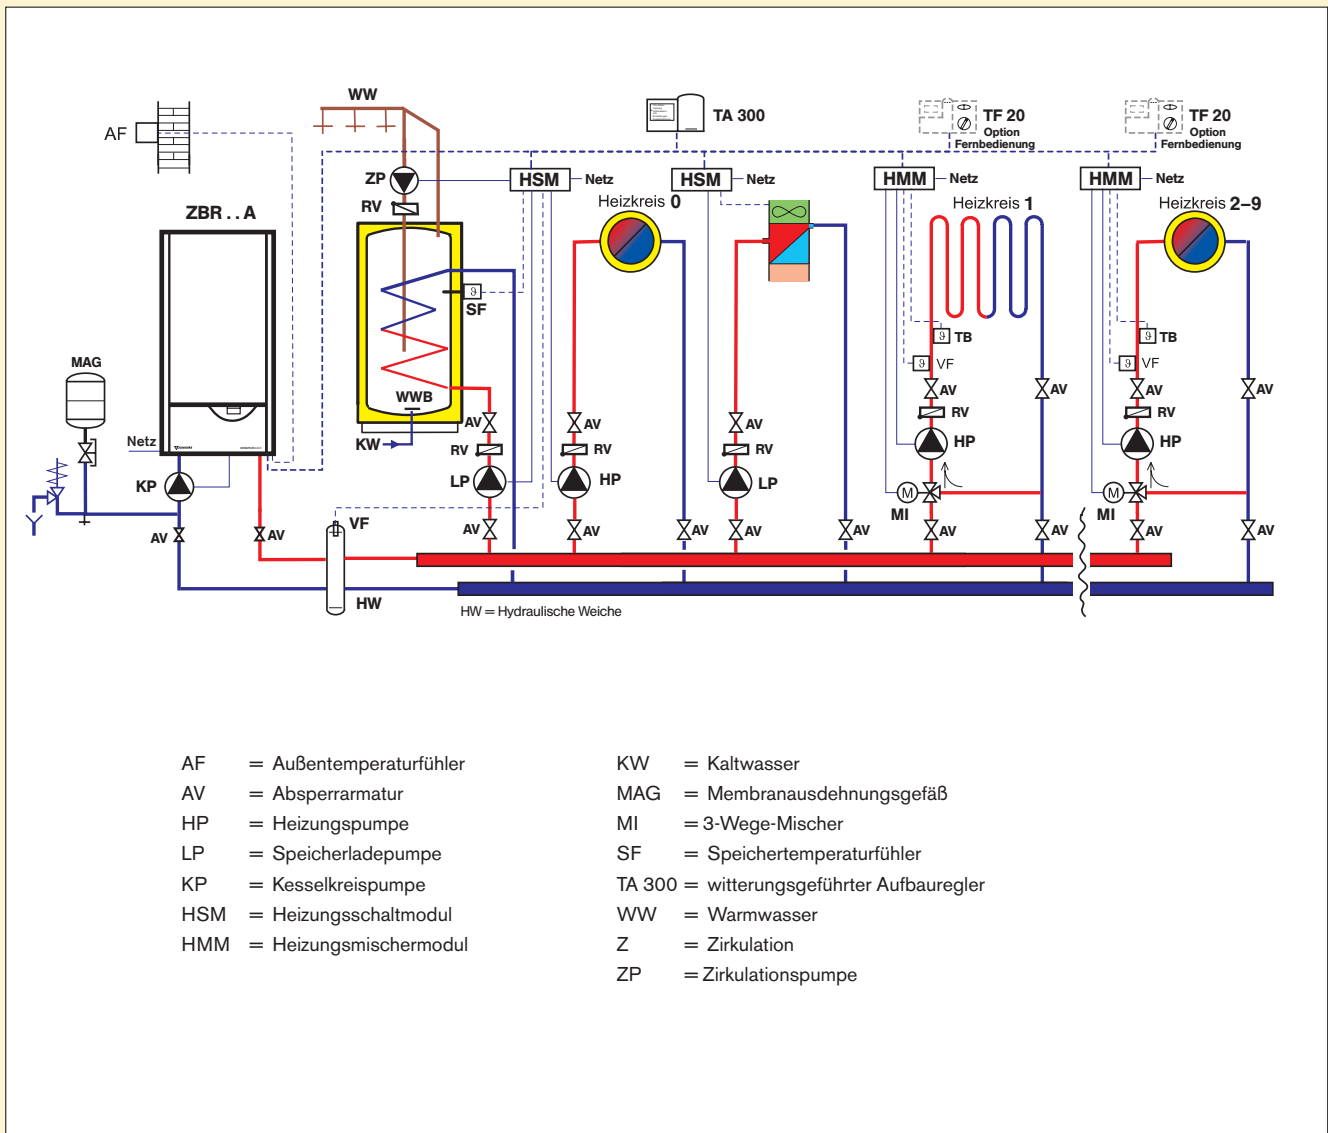 WW
TA 300
TF 20
Option
Fernbedienung
TF 20
Option
Fernbedienung
AF
ZP
HSM
Netz
HSM
Netz
HMM
Netz
HMM
Netz
RV
Heizkreis 0
Heizkreis 1
Heizkreis 2–9
ZBR . . A
ϑ
SF
ϑ
TB
ϑ
TB
MAG
ϑ
VF
ϑ
VF
WWB
AV
AV
AV
AV
AV
AV
AV
RV
RV
Netz
KW
RV
RV
RV
HP
HP
KP
LP
HP
LP
M
MI
M
MI
VF
AV
AV
AV
AV
AV
AV
AV
AV
AV
AV
AV
AV
HW
HW = Hydraulische Weiche
AF = Außentemperaturfühler
AV = Absperrarmatur
HP = Heizungspumpe
LP = Speicherladepumpe
KP = Kesselkreispumpe
HSM = Heizungsschaltmodul
HMM = Heizungsmischermodul
KW = Kaltwasser
MAG = Membranausdehnungsgefäß
MI = 3-Wege-Mischer
SF = Speichertemperaturfühler
TA 300 = witterungsgeführter Aufbauregler
WW = Warmwasser
Z = Zirkulation
ZP = Zirkulationspumpe